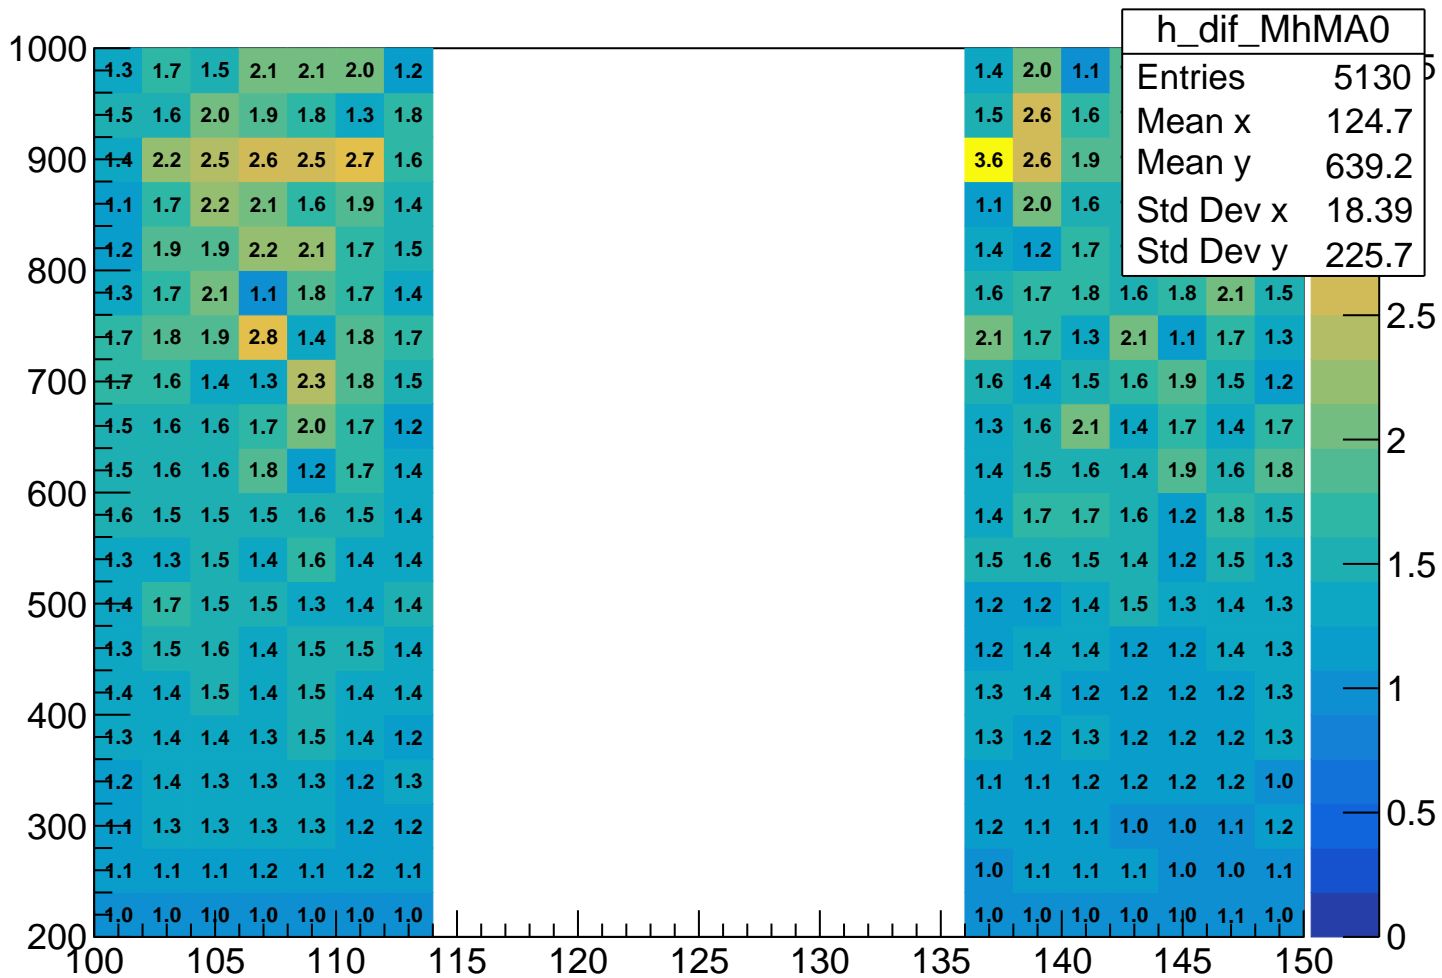 h_dif_MhMA0
Entries 5130
Mean x 124.7
Mean y 639.2
Std Dev x 18.39
Std Dev y 225.7
1000 1.3 1.7 1.5 2.1 2.1 2.0 1.2 1.4 2.0 1.1 5
1.5 1.6 2.0 1.9 1.8 1.3 1.8 1.5 2.6 1.6
900 1.4 2.2 2.5 2.6 2.5 2.7 1.6 3.6 2.6 1.9
1.1 1.7 2.2 2.1 1.6 1.9 1.4 1.1 2.0 1.6
800 1.2 1.9 1.9 2.2 2.1 1.7 1.5 1.4 1.2 1.7
1.3 1.7 2.1 1.1 1.8 1.7 1.4 1.6 1.7 1.8 1.6 1.8 2.1 1.5
2.5
1.7 1.8 1.9 2.8 1.4 1.8 1.7 2.1 1.7 1.3 2.1 1.1 1.7 1.3
700 1.7 1.6 1.4 1.3 2.3 1.8 1.5 1.6 1.4 1.5 1.6 1.9 1.5 1.2
1.5 1.6 1.6 1.7 2.0 1.7 1.2 1.3 1.6 2.1 1.4 1.7 1.4 1.7 2
1.5 1.6 1.6 1.8 1.2 1.7 1.4 1.4 1.5 1.6 1.4 1.9 1.6 1.8
600 1.6 1.5 1.5 1.5 1.6 1.5 1.4 1.4 1.7 1.7 1.6 1.2 1.8 1.5
1.3 1.3 1.5 1.4 1.6 1.4 1.4 1.5 1.6 1.5 1.4 1.2 1.5 1.3 1.5
500 1.4 1.7 1.5 1.5 1.3 1.4 1.4 1.2 1.2 1.4 1.5 1.3 1.4 1.3
1.3 1.5 1.6 1.4 1.5 1.5 1.4 1.2 1.4 1.4 1.2 1.2 1.4 1.3
1.4 1.4 1.5 1.4 1.5 1.4 1.4 1.3 1.4 1.2 1.2 1.2 1.2 1.3 1
400 1.3 1.4 1.4 1.3 1.5 1.4 1.2 1.3 1.2 1.3 1.2 1.2 1.2 1.3
1.2 1.4 1.3 1.3 1.3 1.2 1.3 1.1 1.1 1.2 1.2 1.2 1.2 1.0
300 1.1 1.3 1.3 1.3 1.3 1.2 1.2 1.2 1.1 1.1 1.0 1.0 1.1 1.2 0.5
1.1 1.1 1.1 1.2 1.1 1.2 1.1 1.0 1.1 1.1 1.1 1.0 1.0 1.1
200 1.0 1.0 1.0 1.0 1.0 1.0 1.0 1.0 1.0 1.0 1.0 1.0 1.1 1.0 0
100 105 110 115 120 125 130 135 140 145 150